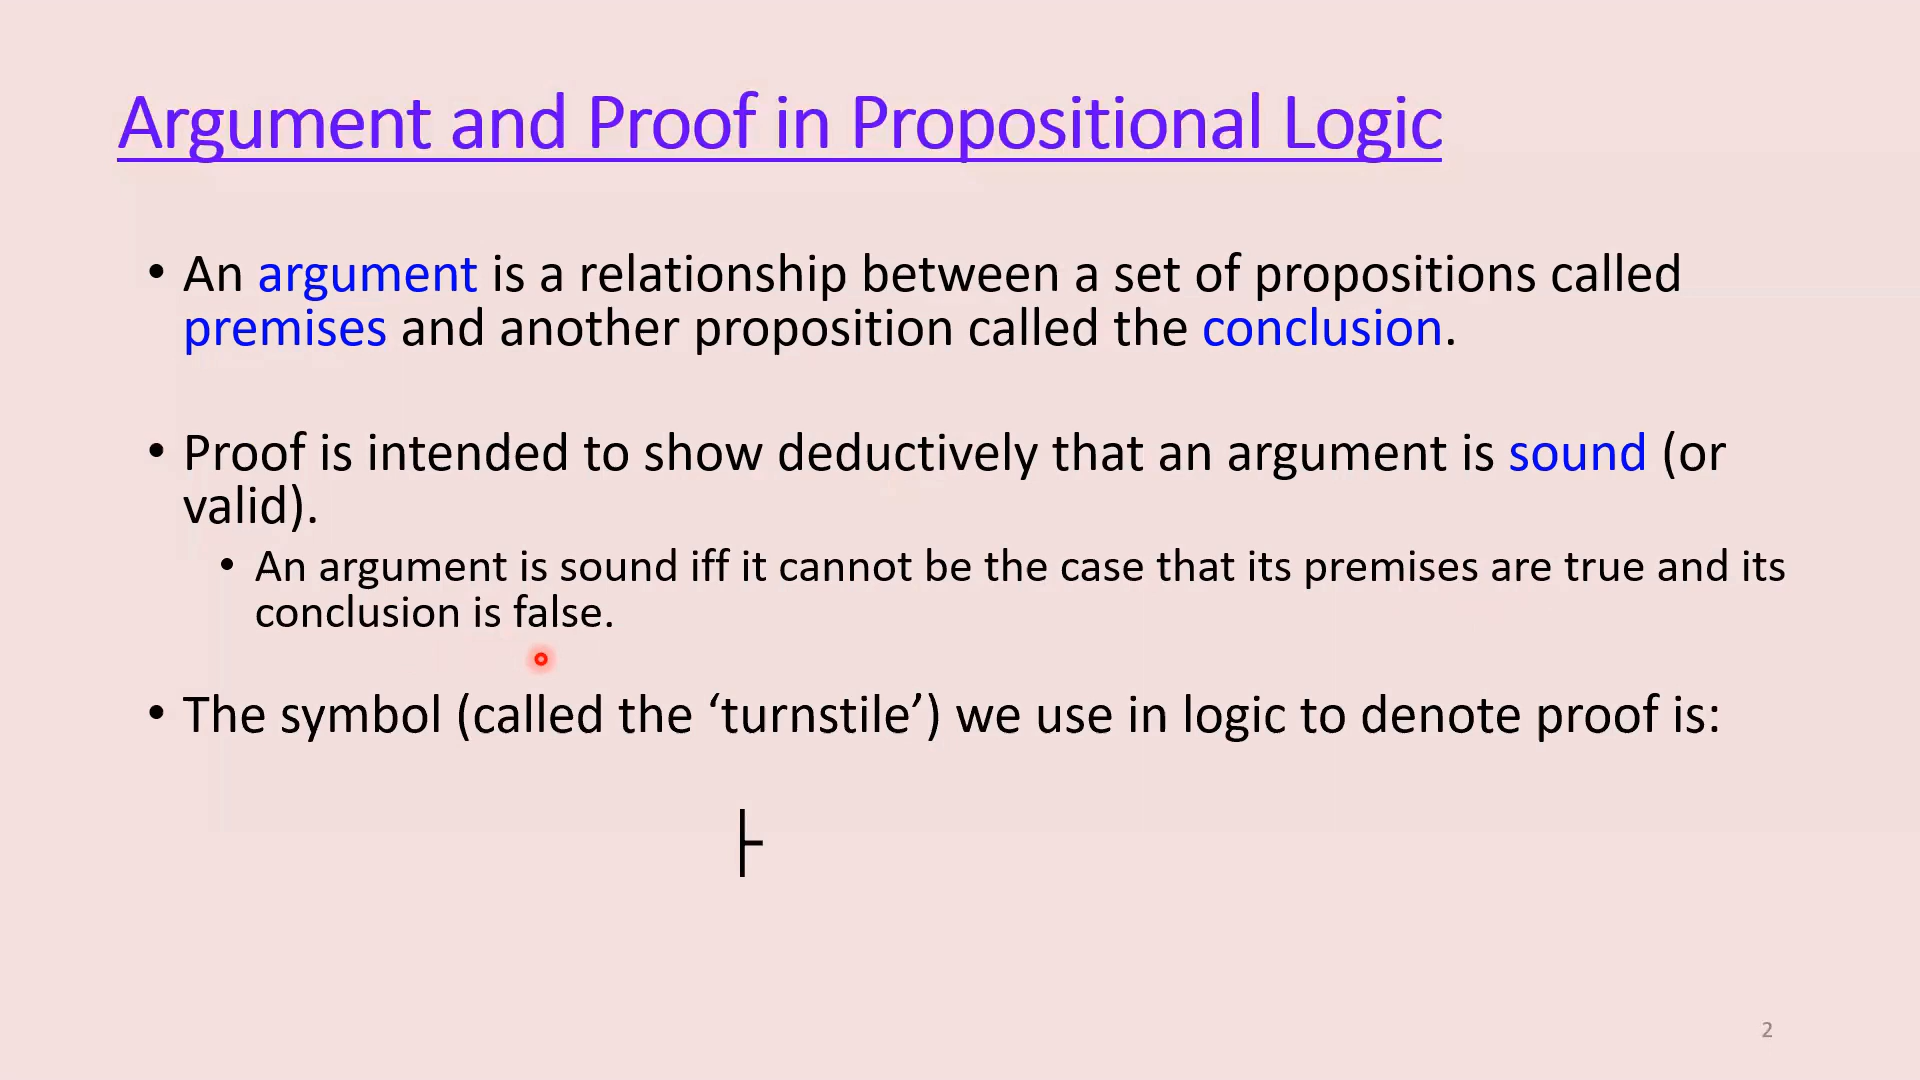 Argument and Proof in Propositional Logic
• An argument is a relationship between a set of propositions called
premises and another proposition called the conclusion.
• Proof is intended to show deductively that an argument is sound (or
valid).
• An argument is sound iff it cannot be the case that its premises are true and its
conclusion is false.
• The symbol (called the ‘turnstile’) we use in logic to denote proof is:
⊢
2